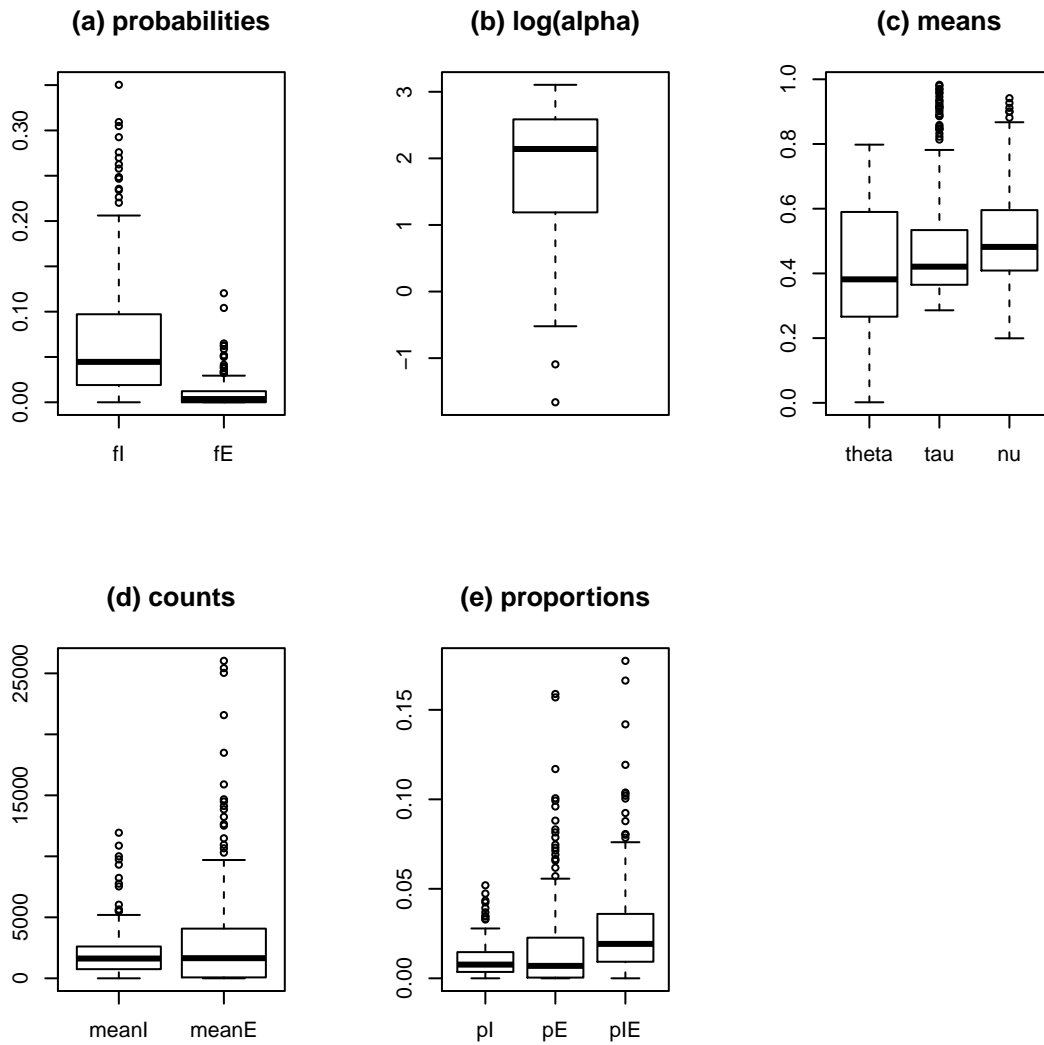 (a) probabilities
0.30
0.20
0.10
0.00
fI
fE
(b) log(alpha)
3
2
1
0
−1
(c) means
1.0
0.8
0.6
0.4
0.2
0.0
theta
tau
nu
(d) counts
25000
15000
5000
0
meanI
meanE
(e) proportions
0.15
0.10
0.05
0.00
pI
pE
pIE